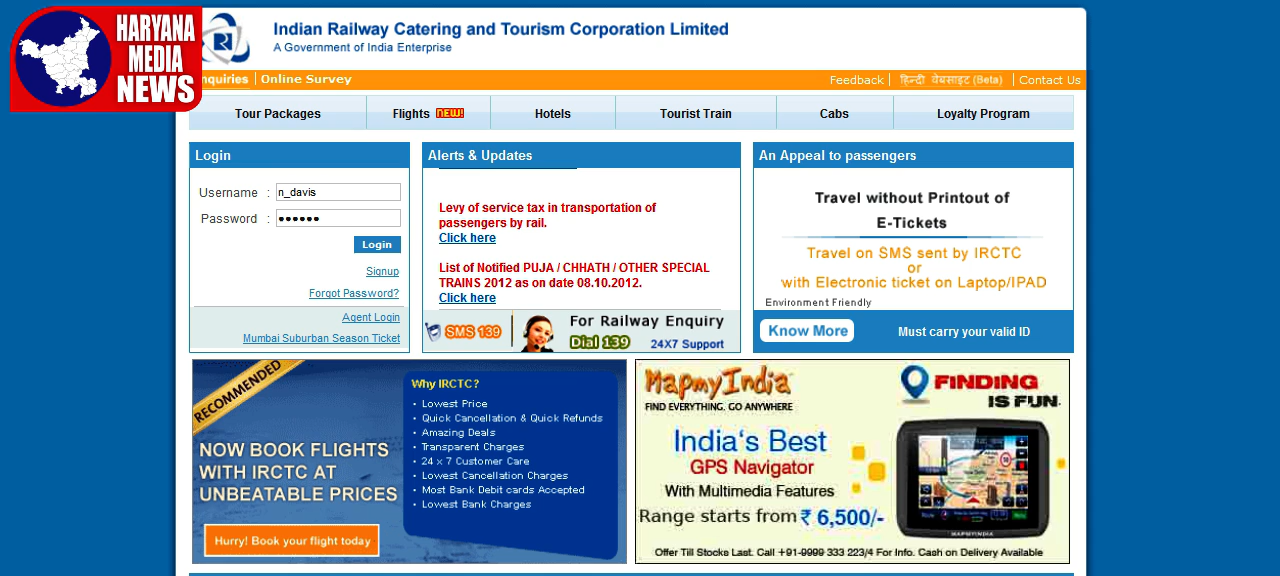 HARYANA
MEDIA
NEWS
Indian Railway Catering and Tourism Corporation Limited
A Government of India Enterprise
nquiries | Online Survey
Feedback | हिन्दी वेबसाइट (Beta) | Contact Us
Tour Packages
Flights NEW!
Hotels
Tourist Train
Cabs
Loyalty Program
Login
Username : n_davis
Password : ●●●●●●
Login
Signup
Forgot Password?
Agent Login
Mumbai Suburban Season Ticket
Alerts & Updates
Levy of service tax in transportation of
passengers by rail.
Click here
List of Notified PUJA / CHHATH / OTHER SPECIAL
TRAINS 2012 as on date 08.10.2012.
Click here
SMS 139
For Railway Enquiry
Dial 139 24X7 Support
An Appeal to passengers
Travel without Printout of
E-Tickets
Travel on SMS sent by IRCTC
or
with Electronic ticket on Laptop/IPAD
Environment Friendly
Know More
Must carry your valid ID
RECOMMENDED
NOW BOOK FLIGHTS
WITH IRCTC AT
UNBEATABLE PRICES
Hurry! Book your flight today
Why IRCTC?
• Lowest Price
• Quick Cancellation & Quick Refunds
• Amazing Deals
• Transparent Charges
• 24 x 7 Customer Care
• Lowest Cancellation Charges
• Most Bank Debit cards Accepted
• Lowest Bank Charges
MapmyIndia
FIND EVERYTHING. GO ANYWHERE
FINDING
IS FUN.
India's Best
GPS Navigator
With Multimedia Features
Range starts from ₹ 6,500/-
MAPMYINDIA
Offer Till Stocks Last. Call +91-9999 333 223/4 For Info. Cash on Delivery Available